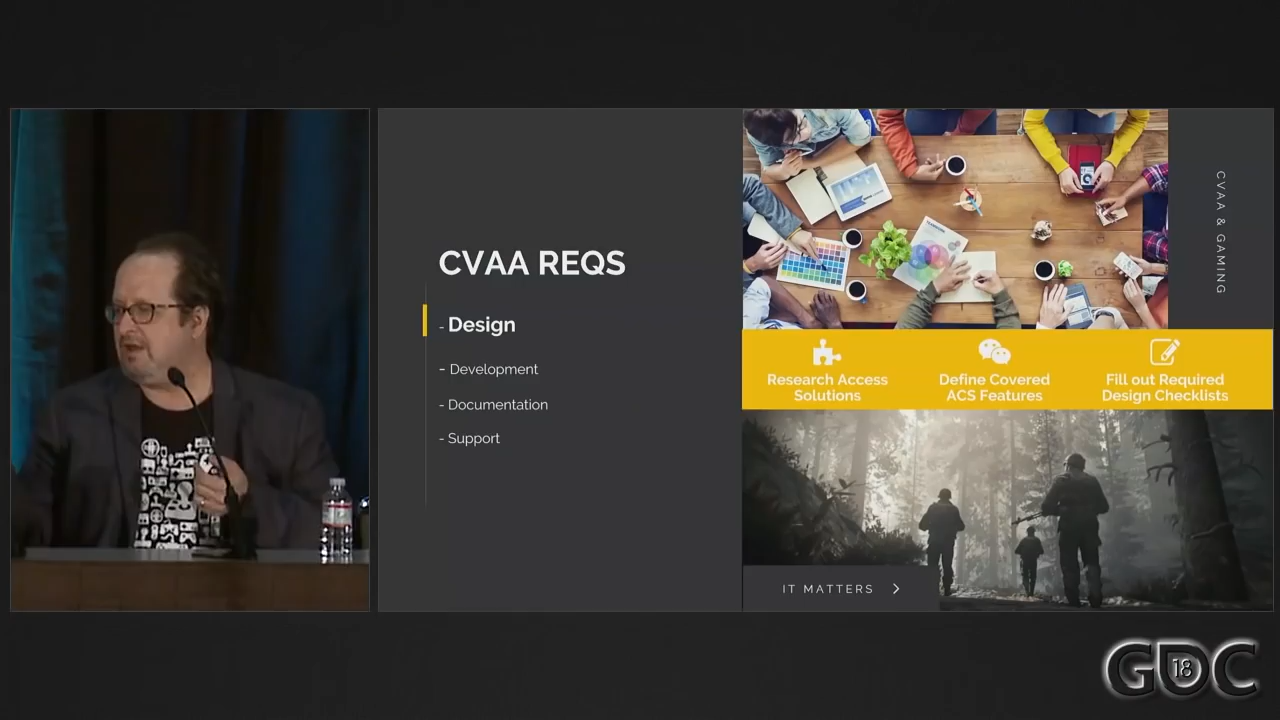 CVAA REQS
- Design
- Development
- Documentation
- Support
CVAA & GAMING
Research Access
Solutions
Define Covered
ACS Features
Fill out Required
Design Checklists
IT MATTERS
GDC
18